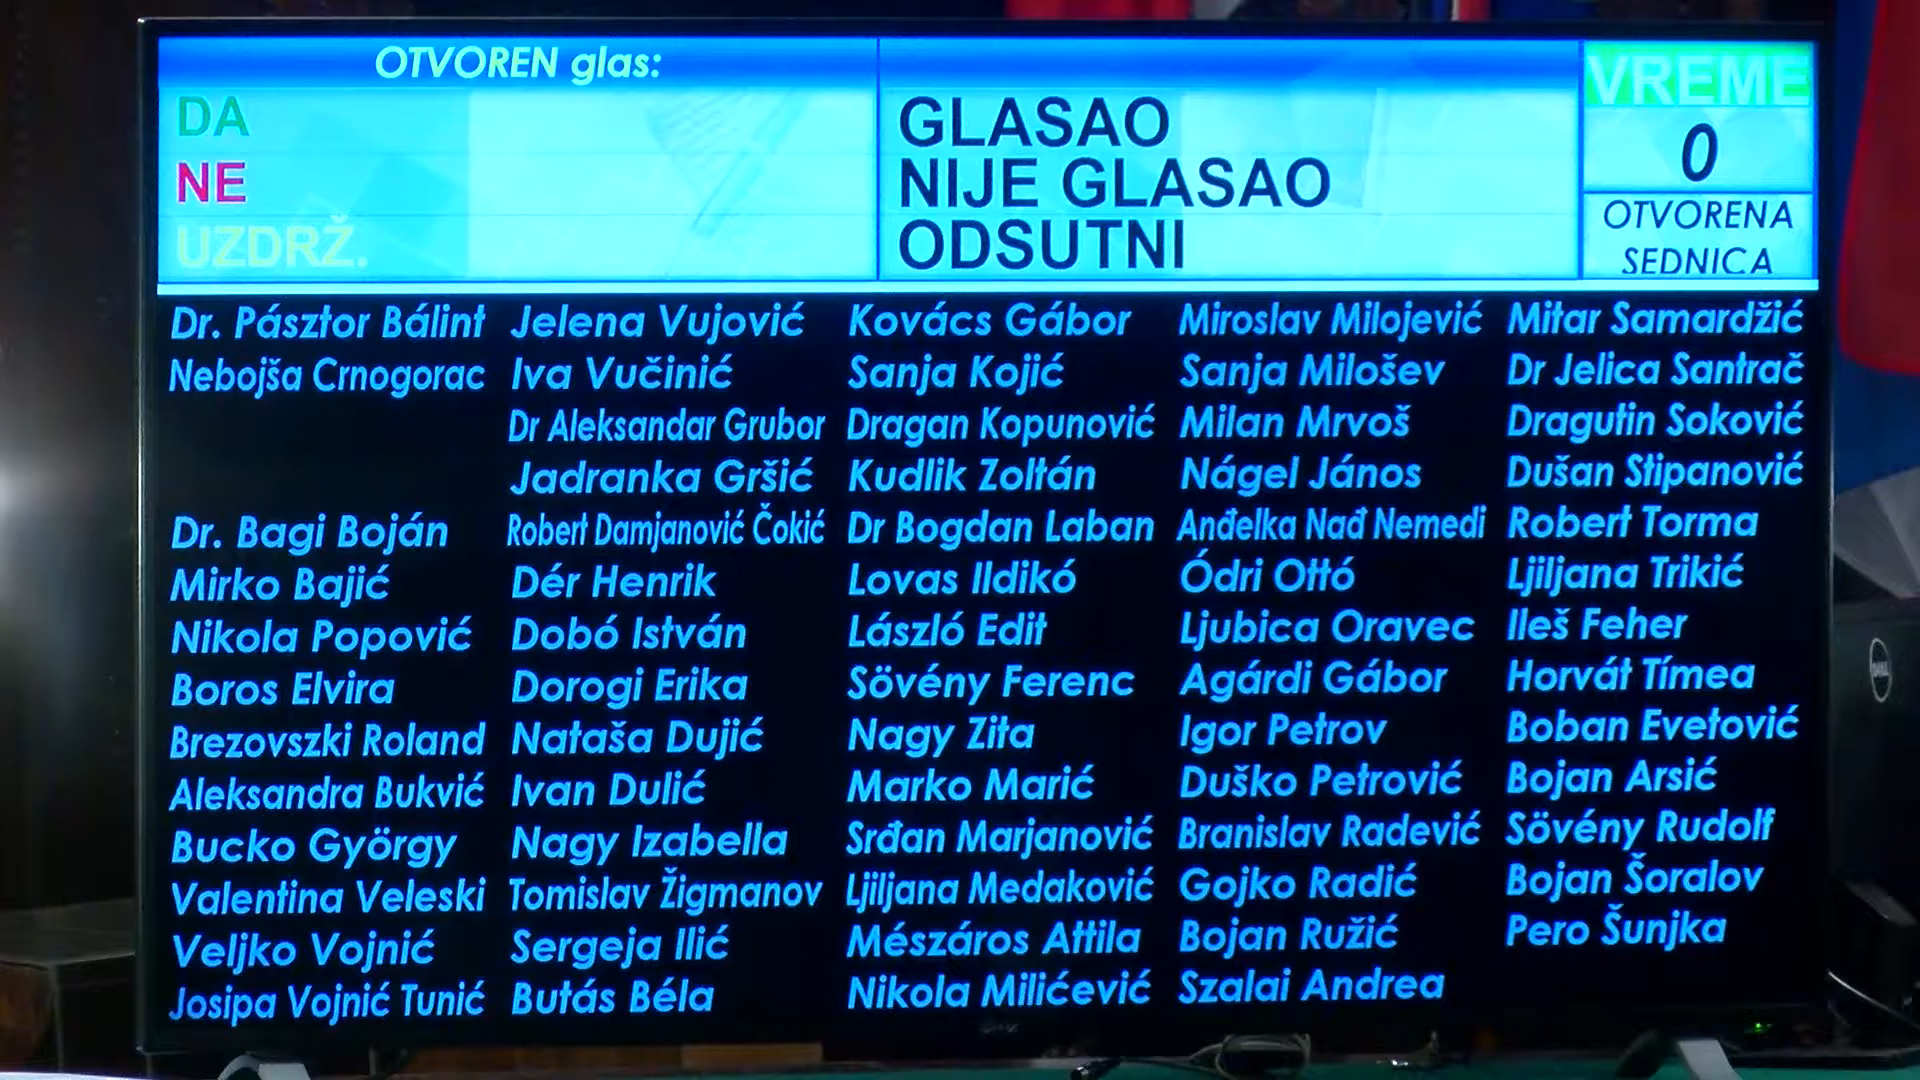 OTVOREN glas:
DA
NE
UZDRŽ.
GLASAO
NIJE GLASAO
ODSUTNI
VREME
0
OTVORENA
SEDNICA
Dr. Pásztor Bálint
Nebojša Crnogorac
Dr. Bagi Boján
Mirko Bajić
Nikola Popović
Boros Elvira
Brezovszki Roland
Aleksandra Bukvić
Bucko György
Valentina Veleski
Veljko Vojnić
Josipa Vojnić Tunić
Jelena Vujović
Iva Vučinić
Dr Aleksandar Grubor
Jadranka Gršić
Robert Damjanović Čokić
Dér Henrik
Dobó István
Dorogi Erika
Nataša Dujić
Ivan Dulić
Nagy Izabella
Tomislav Žigmanov
Sergeja Ilić
Butás Béla
Kovács Gábor
Sanja Kojić
Dragan Kopunović
Kudlik Zoltán
Dr Bogdan Laban
Lovas Ildikó
László Edit
Sövény Ferenc
Nagy Zita
Marko Marić
Srđan Marjanović
Ljiljana Medaković
Mészáros Attila
Nikola Milićević
Miroslav Milojević
Sanja Milošev
Milan Mrvoš
Nágel János
Anđelka Nađ Nemedi
Ódri Ottó
Ljubica Oravec
Agárdi Gábor
Igor Petrov
Duško Petrović
Branislav Radević
Gojko Radić
Bojan Ružić
Szalai Andrea
Mitar Samardžić
Dr Jelica Santrač
Dragutin Soković
Dušan Stipanović
Robert Torma
Ljiljana Trikić
Ileš Feher
Horvát Tímea
Boban Evetović
Bojan Arsić
Sövény Rudolf
Bojan Šoralov
Pero Šunjka
DELL